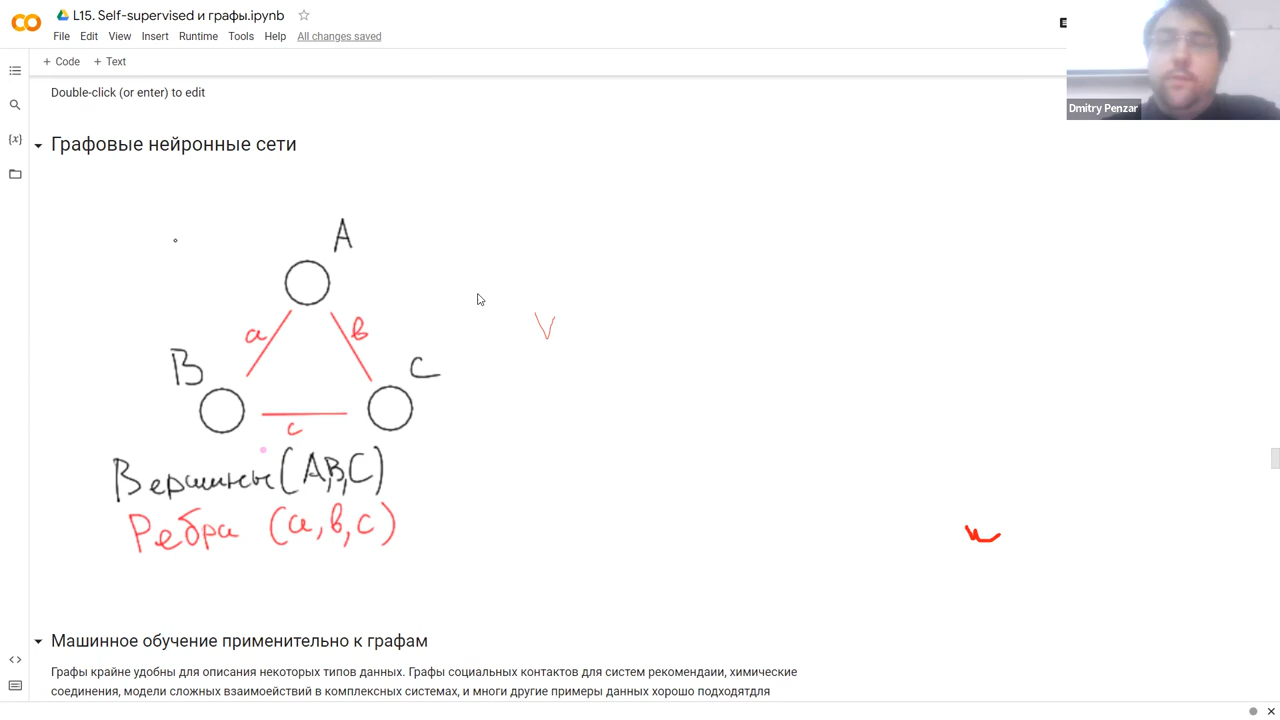 L15. Self-supervised и графы.ipynb
File Edit View Insert Runtime Tools Help All changes saved
+ Code + Text
Double-click (or enter) to edit
Dmitry Penzar
Графовые нейронные сети
A
a в
V
B C
c
Вершины (A,B,C)
Ребра (a,в,c)
Машинное обучение применительно к графам
Графы крайне удобны для описания некоторых типов данных. Графы социальных контактов для систем рекомендаии, химические
соединения, модели сложных взаимоействий в комплексных системах, и многи другие примеры данных хорошо подходятдля